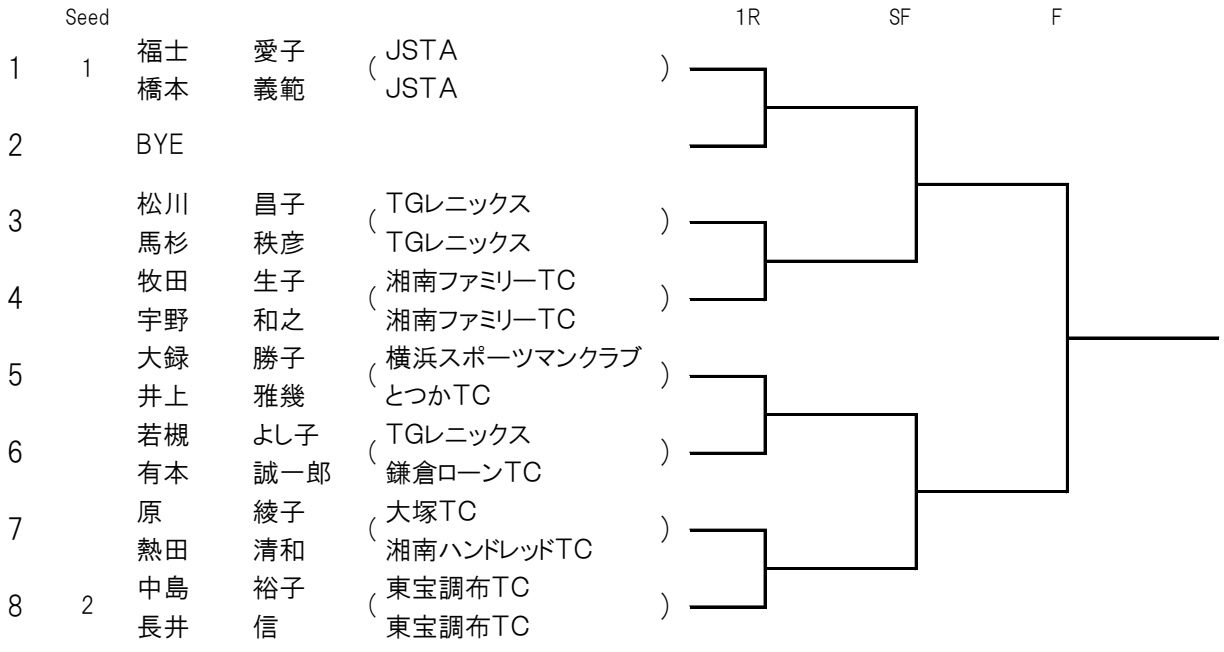 Seed 1R SF F
福士 愛子 JSTA
1 1 ( )
橋本 義範 JSTA
2 BYE
松川 昌子 TGレニックス
3 ( )
馬杉 秩彦 TGレニックス
牧田 生子 湘南ファミリーTC
4 ( )
宇野 和之 湘南ファミリーTC
大録 勝子 横浜スポーツマンクラブ
5 ( )
井上 雅幾 とつかTC
若槻 よし子 TGレニックス
6 ( )
有本 誠一郎 鎌倉ローンTC
原 綾子 大塚TC
7 ( )
熱田 清和 湘南ハンドレッドTC
中島 裕子 東宝調布TC
8 2 ( )
長井 信 東宝調布TC